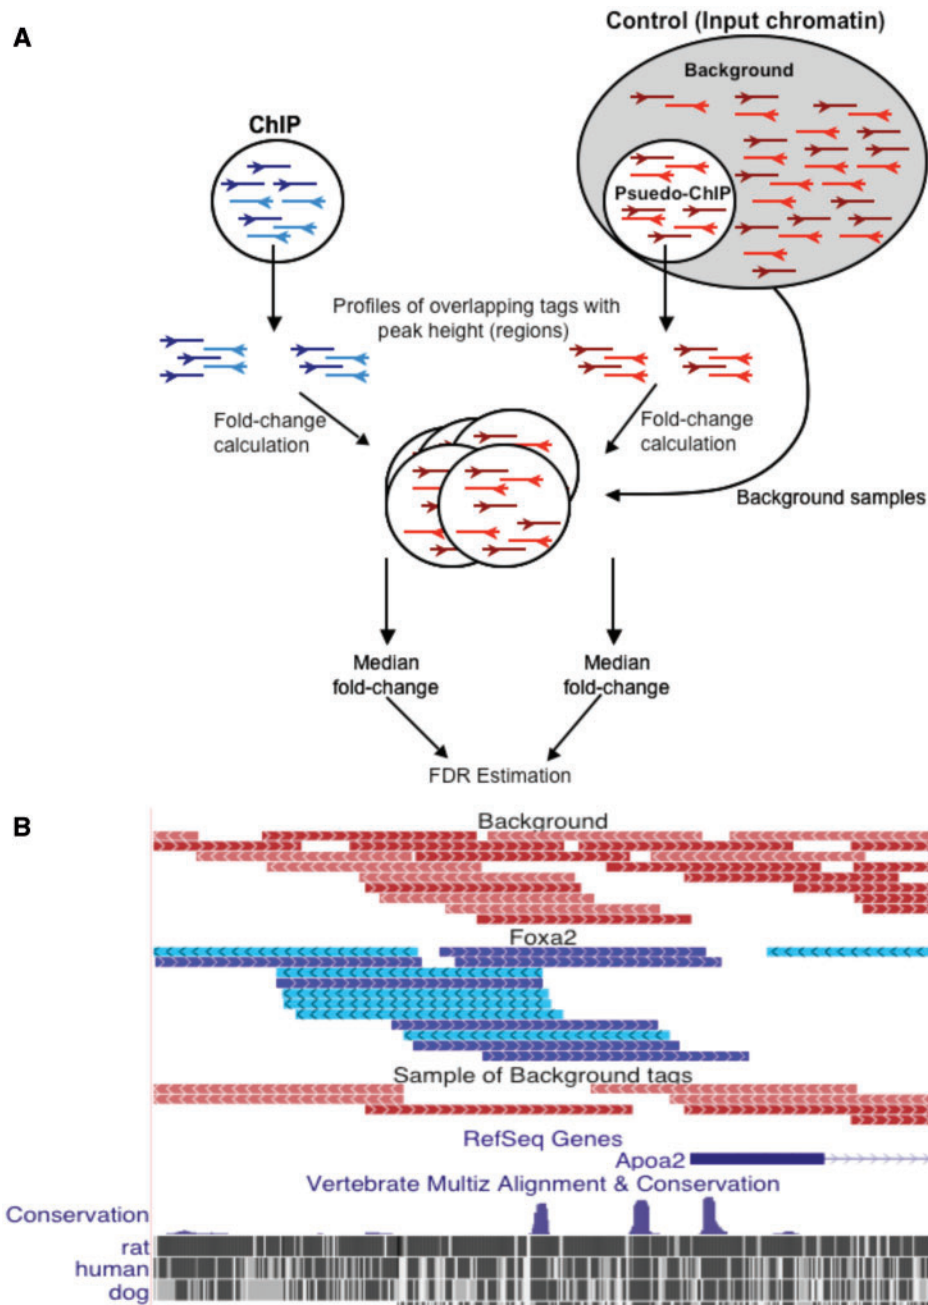 A
Control (Input chromatin)
Background
ChIP
Psuedo-ChIP
Profiles of overlapping tags with
peak height (regions)
Fold-change
calculation
Fold-change
calculation
Background samples
Median
fold-change
Median
fold-change
FDR Estimation
B
Background
Foxa2
Sample of Background tags
RefSeq Genes
Apoa2
Vertebrate Multiz Alignment & Conservation
Conservation
rat
human
dog